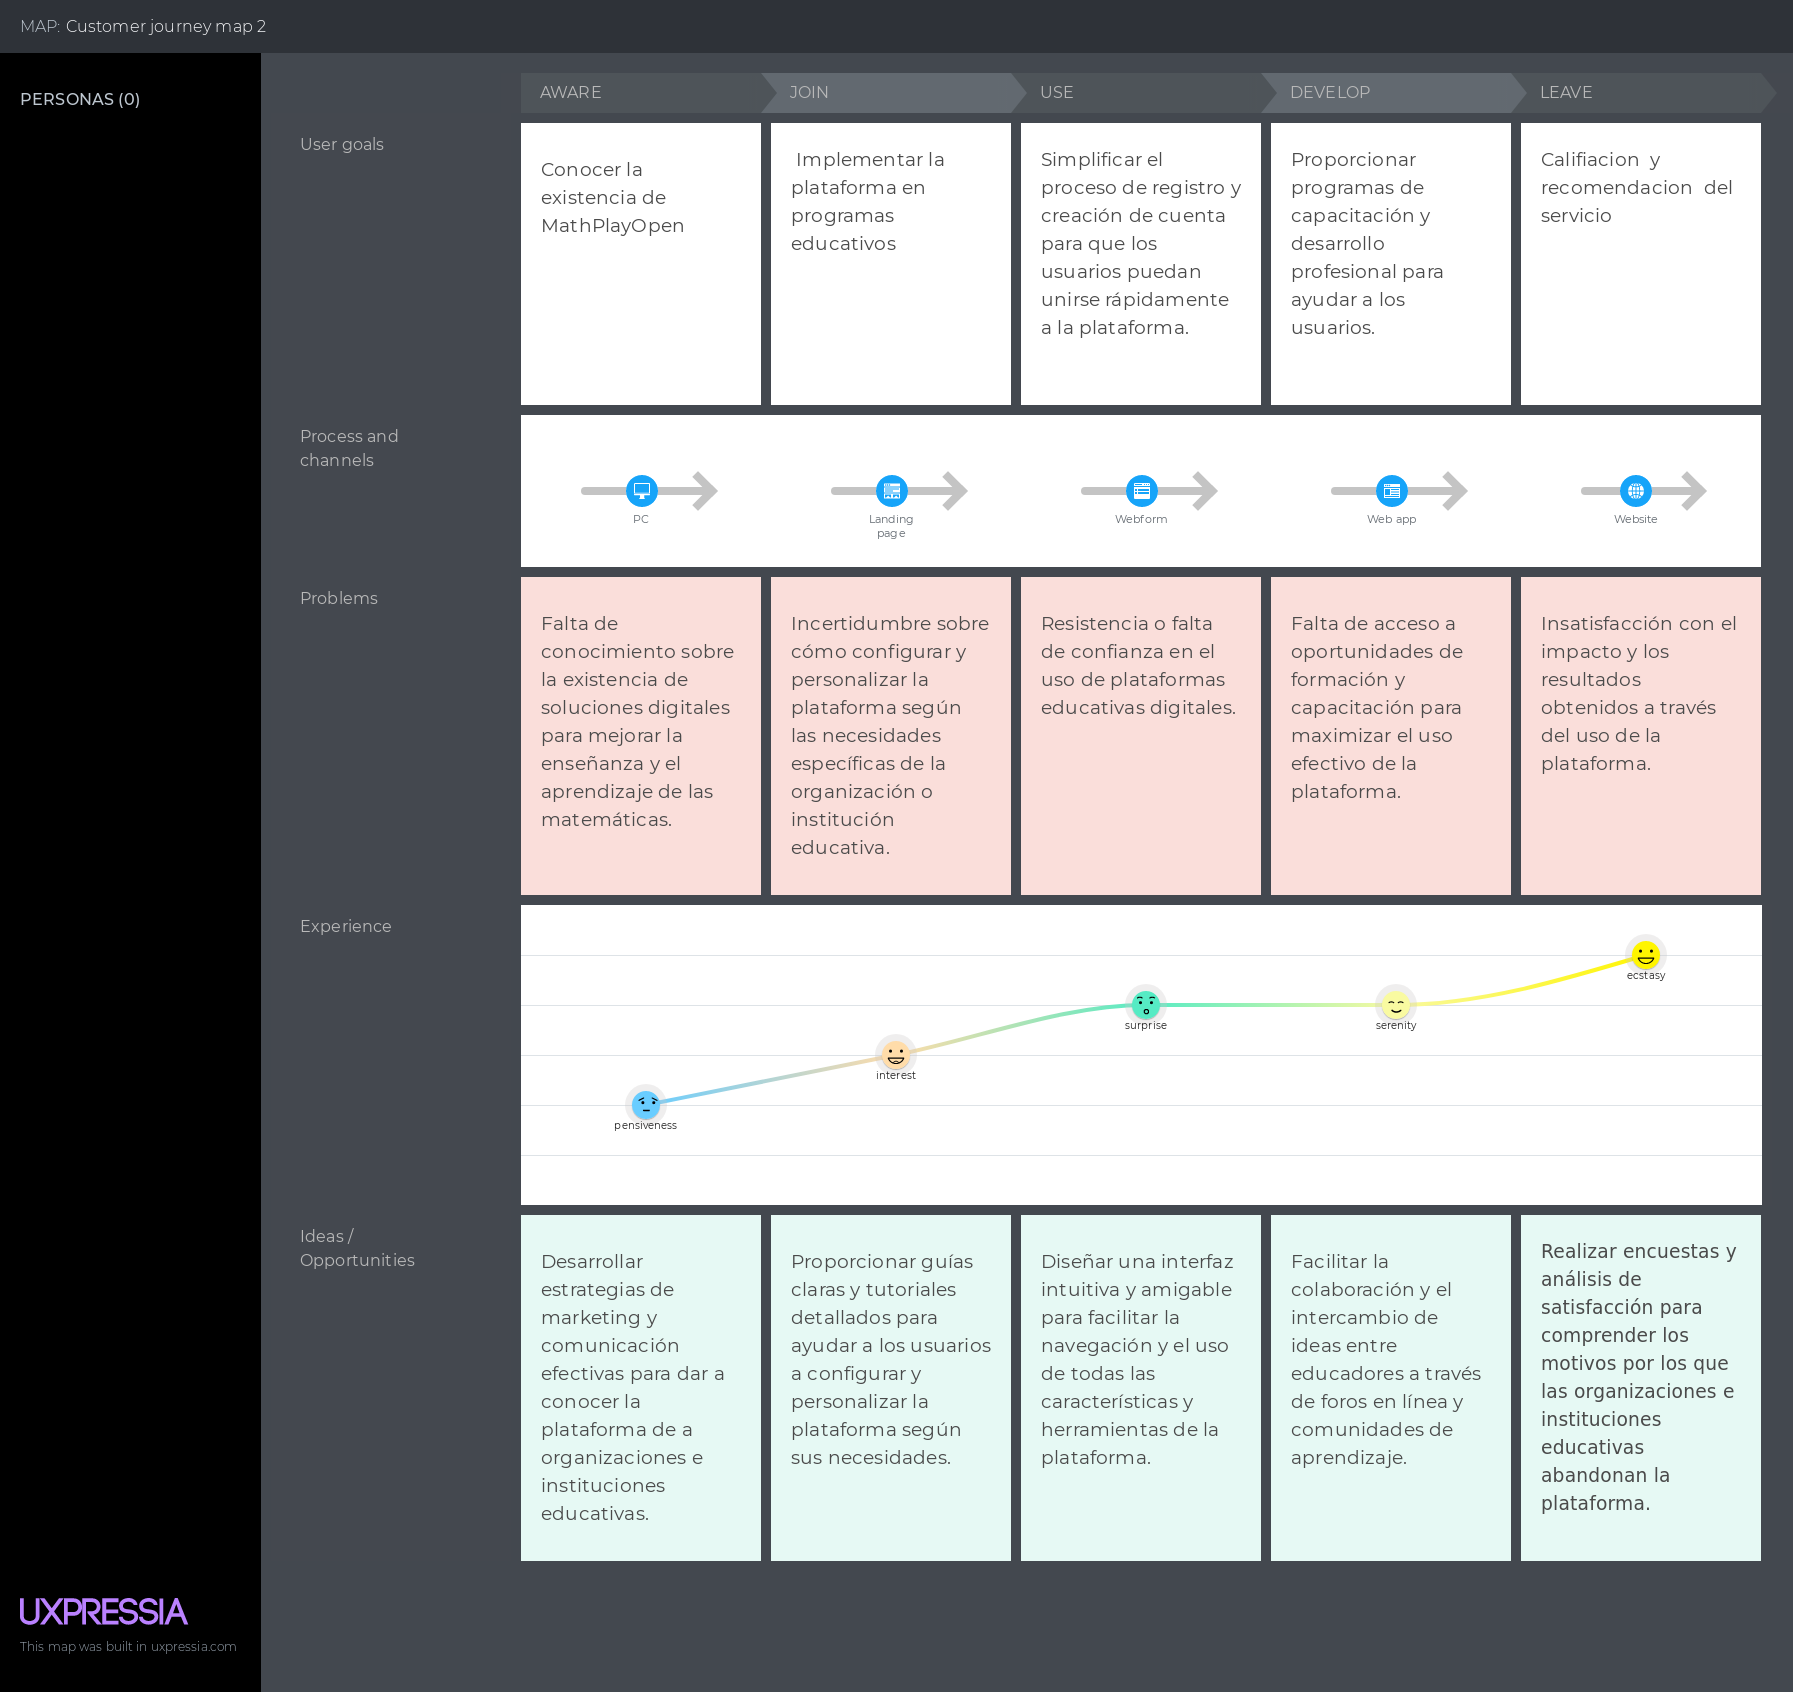 MAP: Customer journey map 2
PERSONAS (0)
AWARE
JOIN
USE
DEVELOP
LEAVE
User goals
Conocer la
existencia de
MathPlayOpen
Implementar la
plataforma en
programas
educativos
Simplificar el
proceso de registro y
creación de cuenta
para que los
usuarios puedan
unirse rápidamente
a la plataforma.
Proporcionar
programas de
capacitación y
desarrollo
profesional para
ayudar a los
usuarios.
Califiacion y
recomendacion del
servicio
Process and
channels
PC
Landing
page
Webform
Web app
Website
Problems
Falta de
conocimiento sobre
la existencia de
soluciones digitales
para mejorar la
enseñanza y el
aprendizaje de las
matemáticas.
Incertidumbre sobre
cómo configurar y
personalizar la
plataforma según
las necesidades
específicas de la
organización o
institución
educativa.
Resistencia o falta
de confianza en el
uso de plataformas
educativas digitales.
Falta de acceso a
oportunidades de
formación y
capacitación para
maximizar el uso
efectivo de la
plataforma.
Insatisfacción con el
impacto y los
resultados
obtenidos a través
del uso de la
plataforma.
Experience
pensiveness
interest
surprise
serenity
ecstasy
Ideas /
Opportunities
Desarrollar
estrategias de
marketing y
comunicación
efectivas para dar a
conocer la
plataforma de a
organizaciones e
instituciones
educativas.
Proporcionar guías
claras y tutoriales
detallados para
ayudar a los usuarios
a configurar y
personalizar la
plataforma según
sus necesidades.
Diseñar una interfaz
intuitiva y amigable
para facilitar la
navegación y el uso
de todas las
características y
herramientas de la
plataforma.
Facilitar la
colaboración y el
intercambio de
ideas entre
educadores a través
de foros en línea y
comunidades de
aprendizaje.
Realizar encuestas y
análisis de
satisfacción para
comprender los
motivos por los que
las organizaciones e
instituciones
educativas
abandonan la
plataforma.
UXPRESSIA
This map was built in uxpressia.com